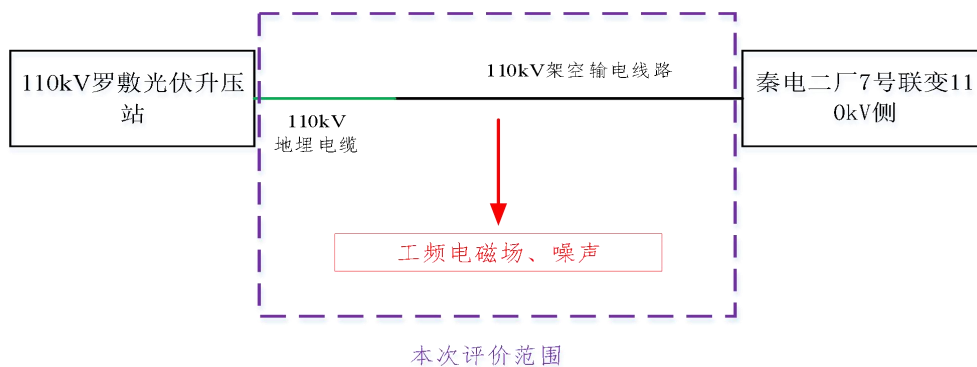 110kV罗敷光伏升压
站
110kV架空输电线路
110kV
地埋电缆
秦电二厂7号联变11
0kV侧
工频电磁场、噪声
本次评价范围